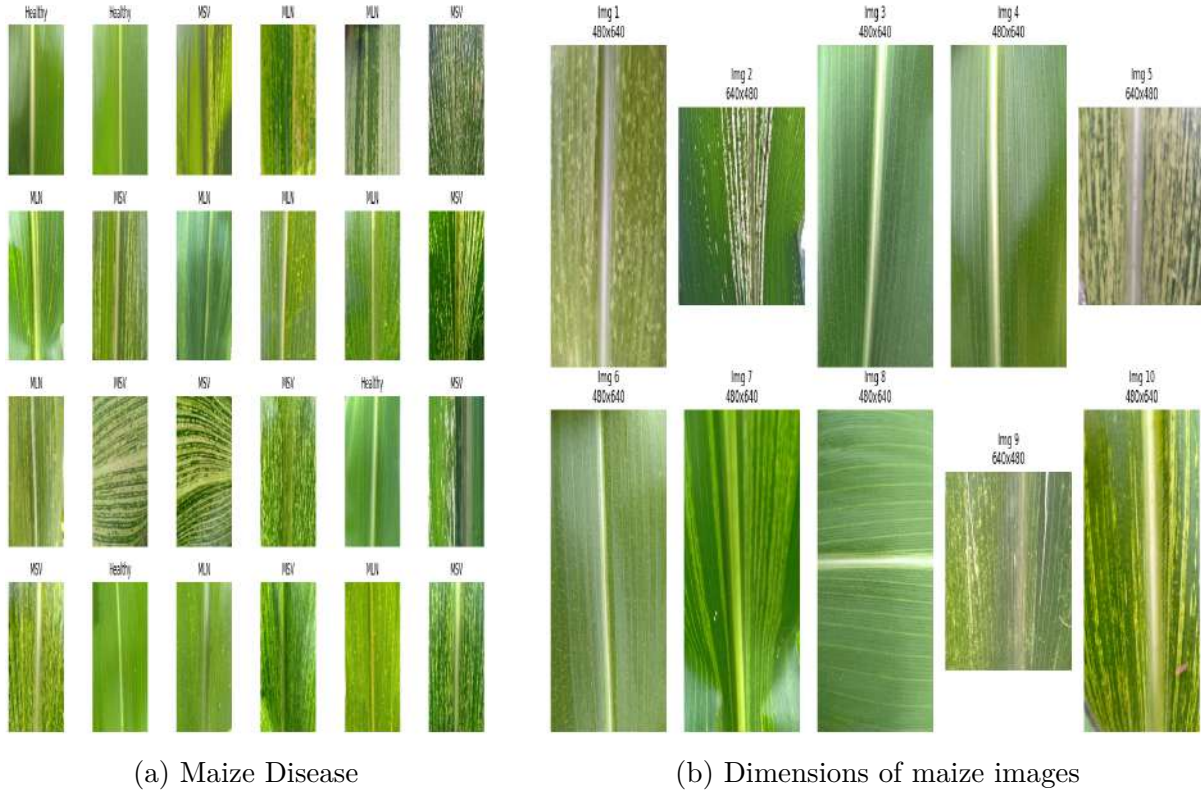 Healthy Healthy MSV MLN MLN MSV
MLN MSV MLN MLN MLN MSV
MLN MSV MSV MSV Healthy MSV
MSV Healthy MLN MSV MLN MSV
(a) Maize Disease
Img 1
480x640
Img 2
640x480
Img 3
480x640
Img 4
480x640
Img 5
640x480
Img 6
480x640
Img 7
480x640
Img 8
480x640
Img 9
640x480
Img 10
480x640
(b) Dimensions of maize images